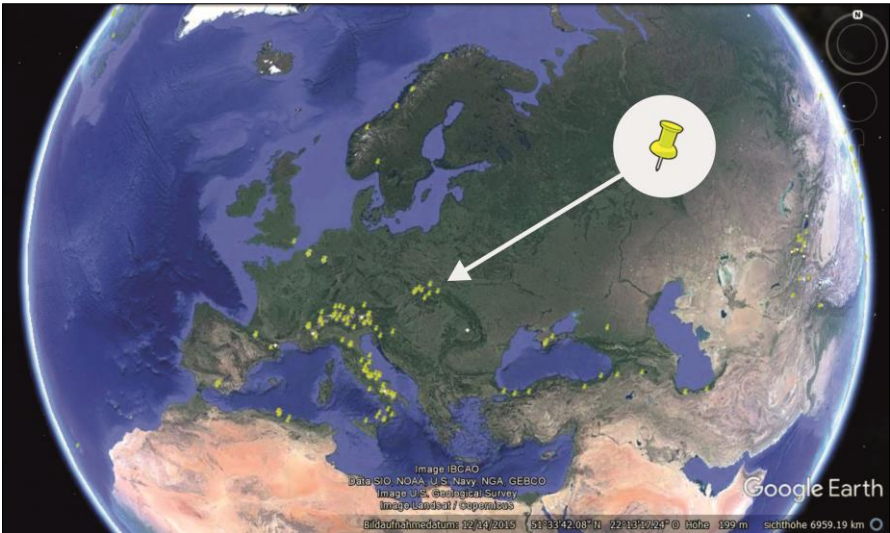 N
Image IBCAO
Data SIO, NOAA, U.S. Navy, NGA, GEBCO
Image U.S. Geological Survey
Image Landsat / Copernicus
Google Earth
Bildaufnahmedatum: 12/14/2015 51°33'42.08" N 22°13'17.24" O Höhe 199 m sichthöhe 6959.19 km